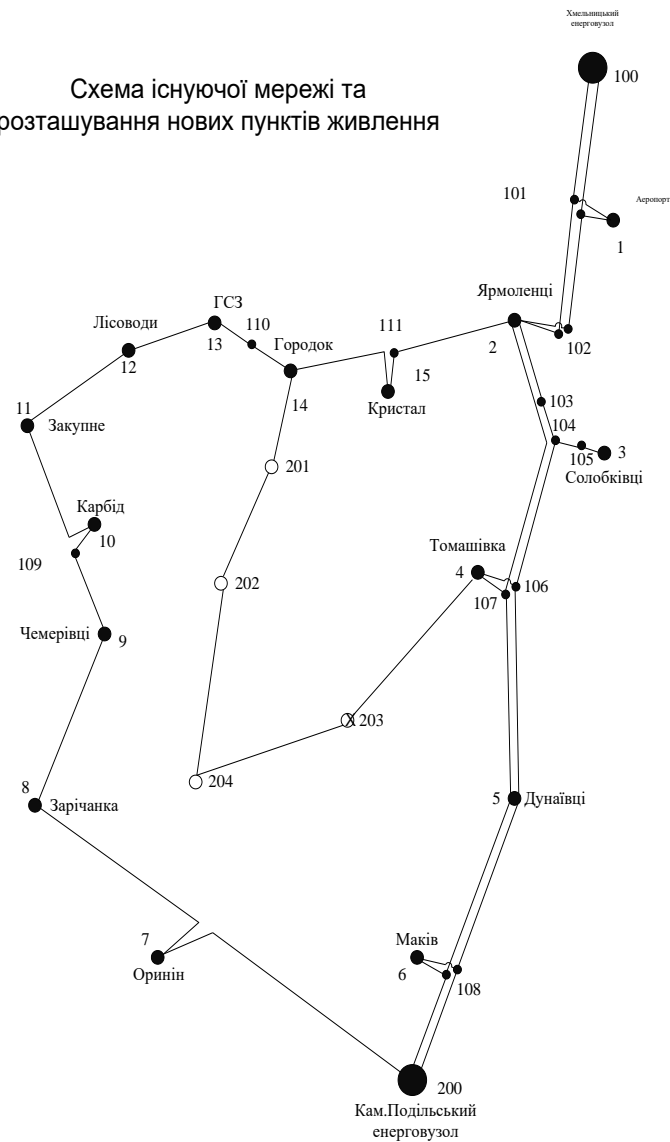 Хмельницький
енерговузол
100
Схема існуючої мережі та
розташування нових пунктів живлення
101
Аеропорт
1
Ярмоленці
ГСЗ
110
Лісоводи
13
111
2
102
Городок
12
15
11
14
Кристал
103
Закупне
104
201
105
3
Солобківці
Карбід
10
Томашівка
109
4
202
106
107
Чемерівці
9
Х 203
8
204
5
Дунаївці
Зарічанка
7
Маків
Оринін
6
108
200
Кам.Подільський
енерговузол